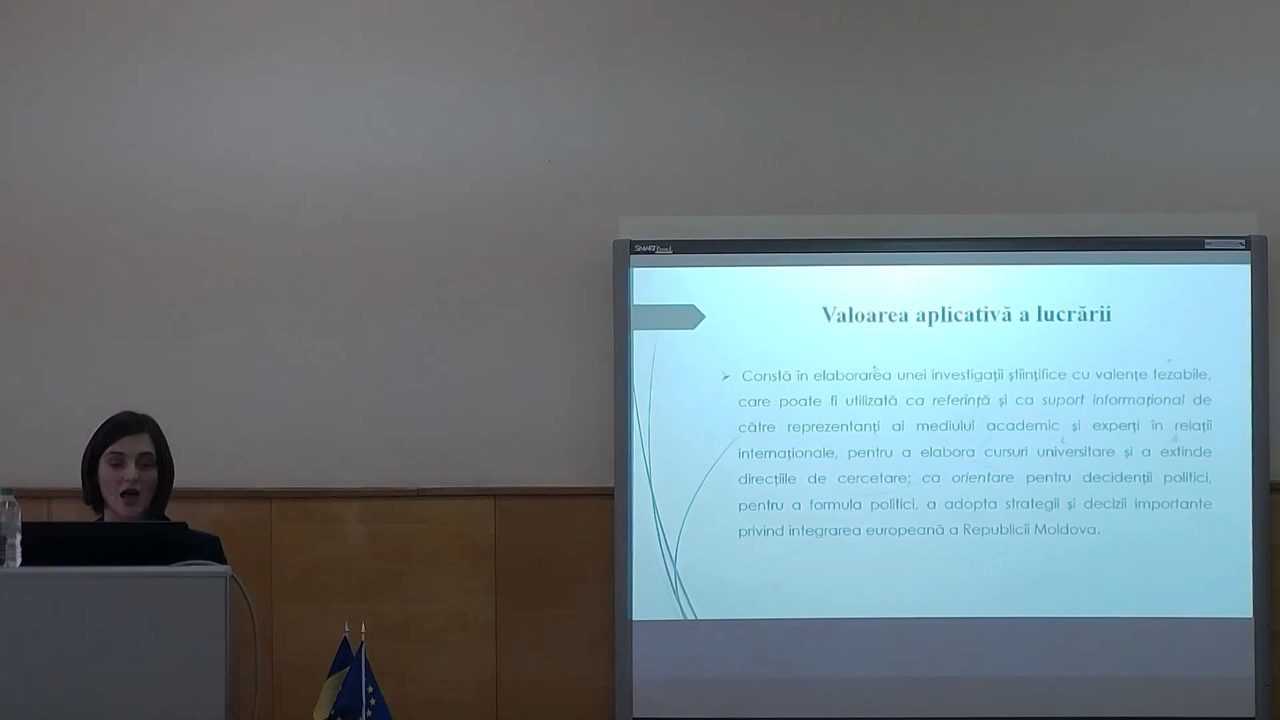 SMART
Valoarea aplicativă a lucrării
➢ Constă în elaborarea unei investigații științifice cu valențe fezabile,
care poate fi utilizată ca referință și ca suport informațional de
către reprezentanți ai mediului academic și experți în relații
internaționale, pentru a elabora cursuri universitare și a extinde
direcțiile de cercetare; ca orientare pentru decidenții politici,
pentru a formula politici, a adopta strategii și decizii importante
privind integrarea europeană a Republicii Moldova.